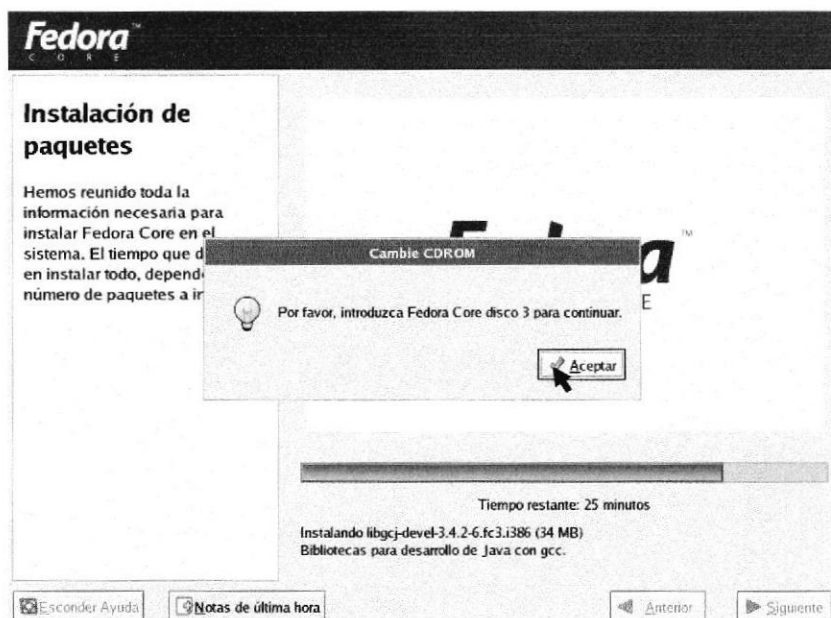 Fedora™
CORE
Instalación de
paquetes
Hemos reunido toda la
información necesaria para
instalar Fedora Core en el
sistema. El tiempo que d
en instalar todo, depend
número de paquetes a in
™
E
Cambie CDROM
Por favor, introduzca Fedora Core disco 3 para continuar.
Aceptar
Tiempo restante: 25 minutos
Instalando libgcj-devel-3.4.2-6.fc3.i386 (34 MB)
Bibliotecas para desarrollo de Java con gcc.
Esconder Ayuda Notas de última hora Anterior Siguiente